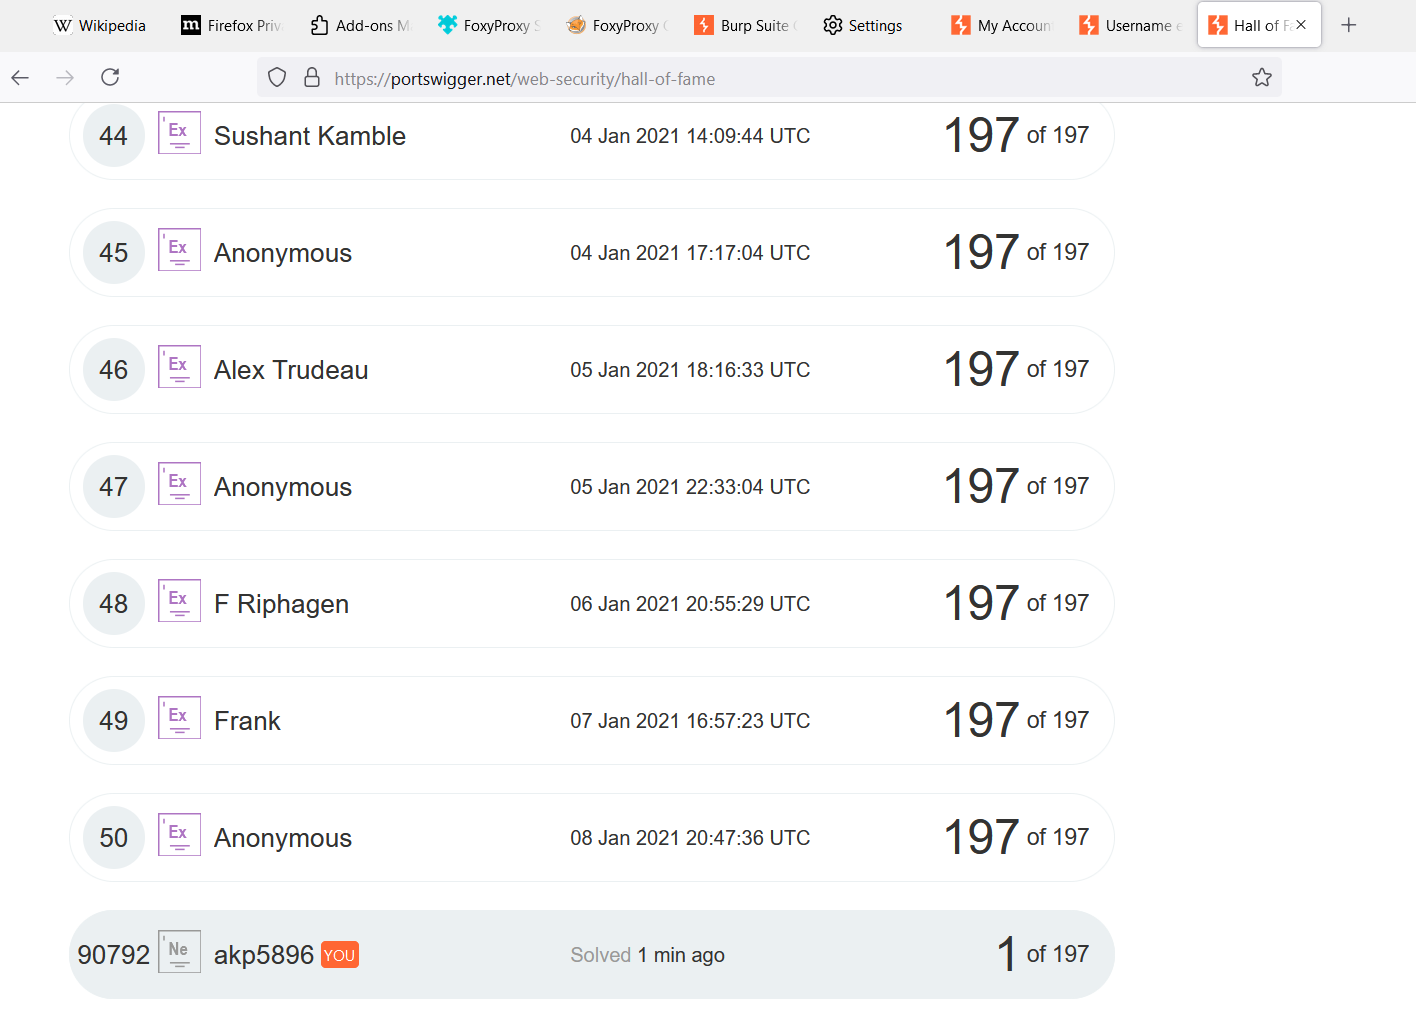 Wikipedia Firefox Priv Add-ons M FoxyProxy S FoxyProxy Burp Suite Settings My Accoun Username e Hall of Fa
https://portswigger.net/web-security/hall-of-fame
44 Ex Sushant Kamble 04 Jan 2021 14:09:44 UTC 197 of 197
45 Ex Anonymous 04 Jan 2021 17:17:04 UTC 197 of 197
46 Ex Alex Trudeau 05 Jan 2021 18:16:33 UTC 197 of 197
47 Ex Anonymous 05 Jan 2021 22:33:04 UTC 197 of 197
48 Ex F Riphagen 06 Jan 2021 20:55:29 UTC 197 of 197
49 Ex Frank 07 Jan 2021 16:57:23 UTC 197 of 197
50 Ex Anonymous 08 Jan 2021 20:47:36 UTC 197 of 197
90792 Ne akp5896 YOU Solved 1 min ago 1 of 197